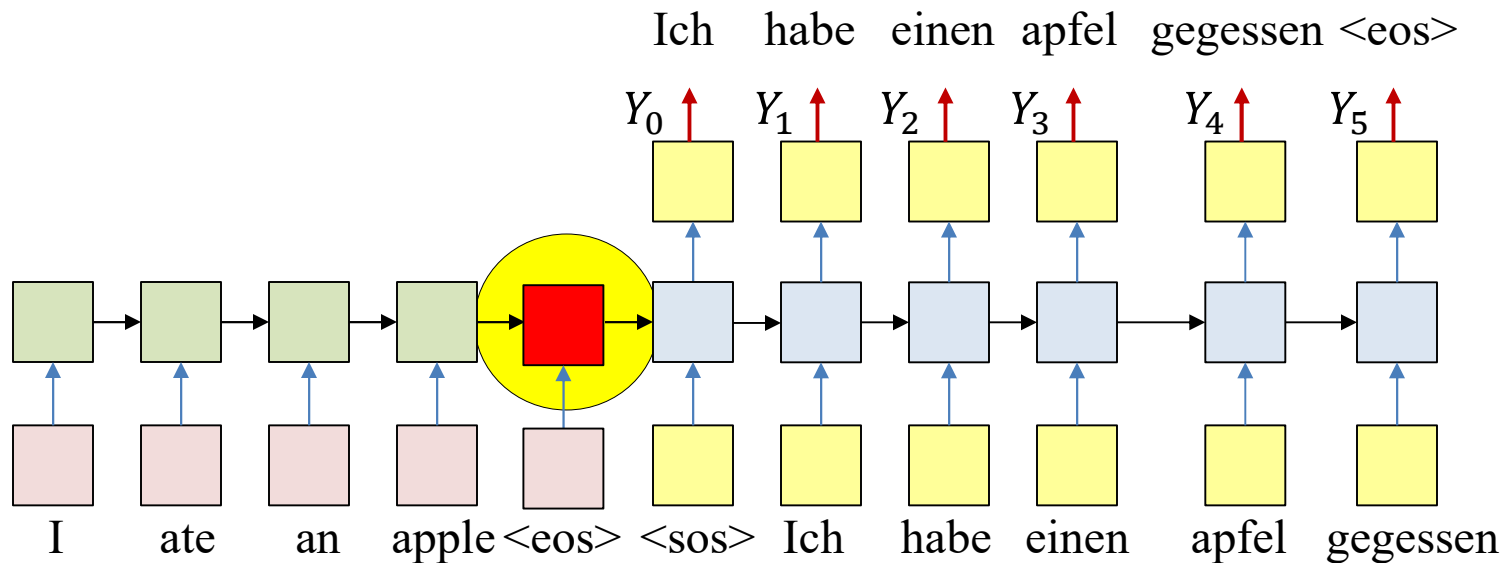 Ich habe einen apfel gegessen <eos>
Y₀ Y₁ Y₂ Y₃ Y₄ Y₅
I ate an apple <eos> <sos> Ich habe einen apfel gegessen